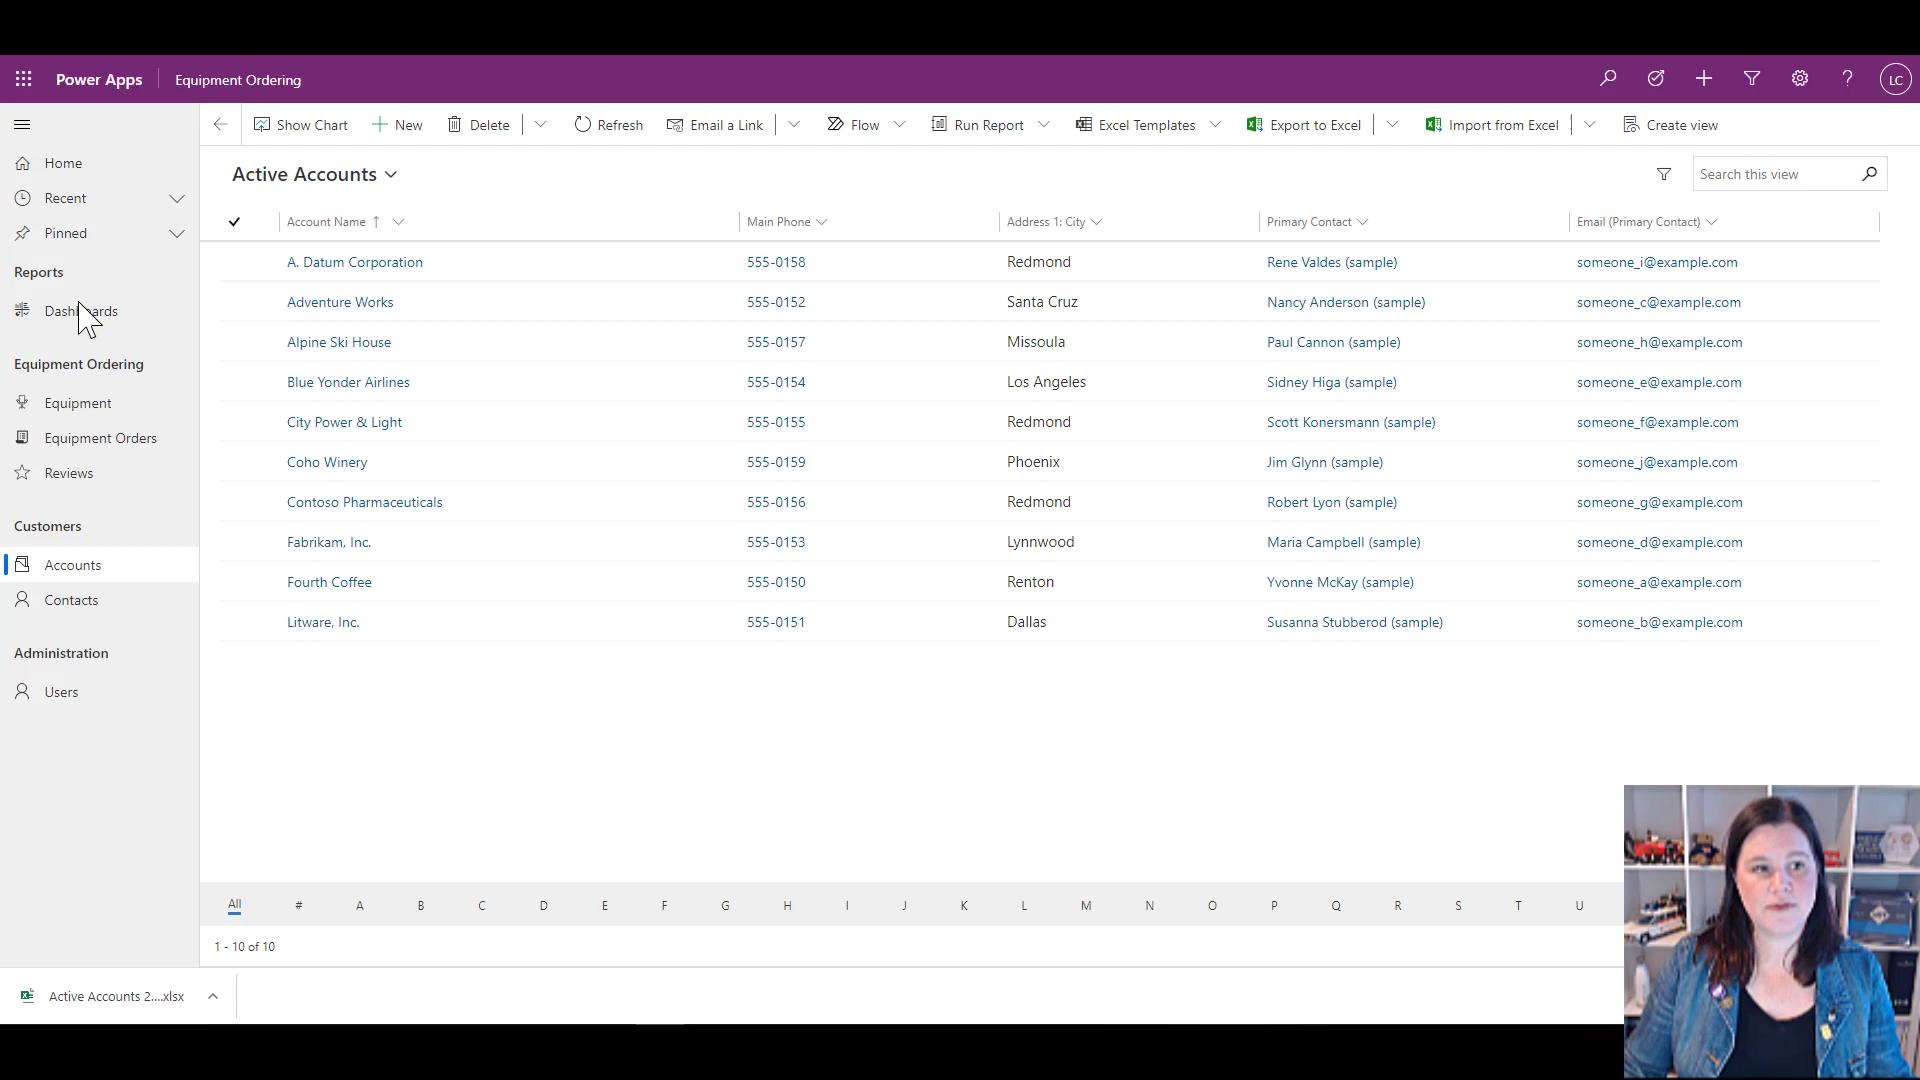 Power Apps
Equipment Ordering
LC
Show Chart
New
Delete
Refresh
Email a Link
Flow
Run Report
Excel Templates
Export to Excel
Import from Excel
Create view
Home
Recent
Pinned
Reports
Dashboards
Equipment Ordering
Equipment
Equipment Orders
Reviews
Customers
Accounts
Contacts
Administration
Users
Active Accounts
Search this view
Account Name ↑ Main Phone Address 1: City Primary Contact Email (Primary Contact)
A. Datum Corporation 555-0158 Redmond Rene Valdes (sample) someone_i@example.com
Adventure Works 555-0152 Santa Cruz Nancy Anderson (sample) someone_c@example.com
Alpine Ski House 555-0157 Missoula Paul Cannon (sample) someone_h@example.com
Blue Yonder Airlines 555-0154 Los Angeles Sidney Higa (sample) someone_e@example.com
City Power & Light 555-0155 Redmond Scott Konersmann (sample) someone_f@example.com
Coho Winery 555-0159 Phoenix Jim Glynn (sample) someone_j@example.com
Contoso Pharmaceuticals 555-0156 Redmond Robert Lyon (sample) someone_g@example.com
Fabrikam, Inc. 555-0153 Lynnwood Maria Campbell (sample) someone_d@example.com
Fourth Coffee 555-0150 Renton Yvonne McKay (sample) someone_a@example.com
Litware, Inc. 555-0151 Dallas Susanna Stubberod (sample) someone_b@example.com
All # A B C D E F G H I J K L M N O P Q R S T U
1 - 10 of 10
Active Accounts 2....xlsx